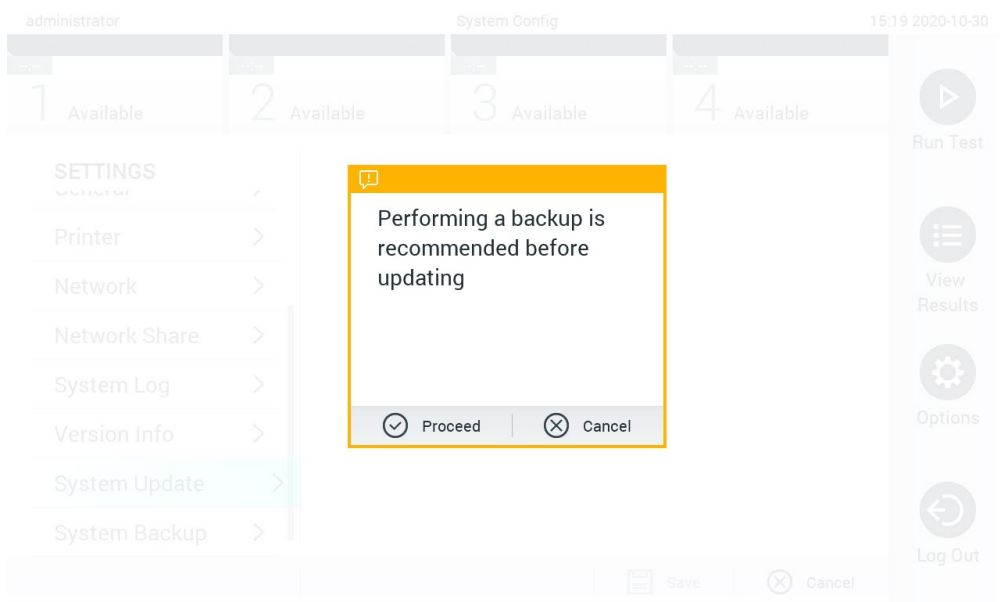 administrator
System Config
15:19 2020-10-30
1 Available
2 Available
3 Available
4 Available
Run Test
SETTINGS
General
Performing a backup is
recommended before
updating
Printer
Network
Network Share
System Log
Version Info
System Update
System Backup
Proceed
Cancel
View
Results
Options
Log Out
Save
Cancel